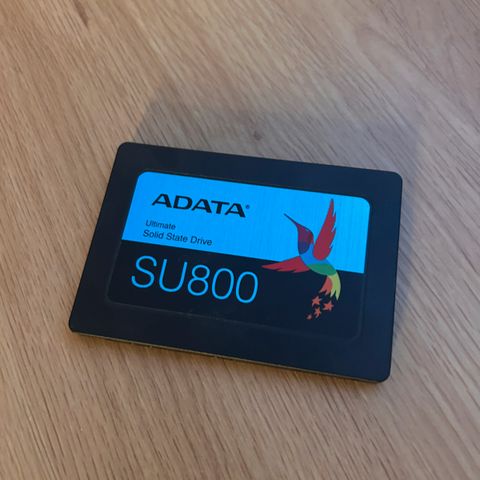 ADATA
Ultimate
Solid State Drive
SU800